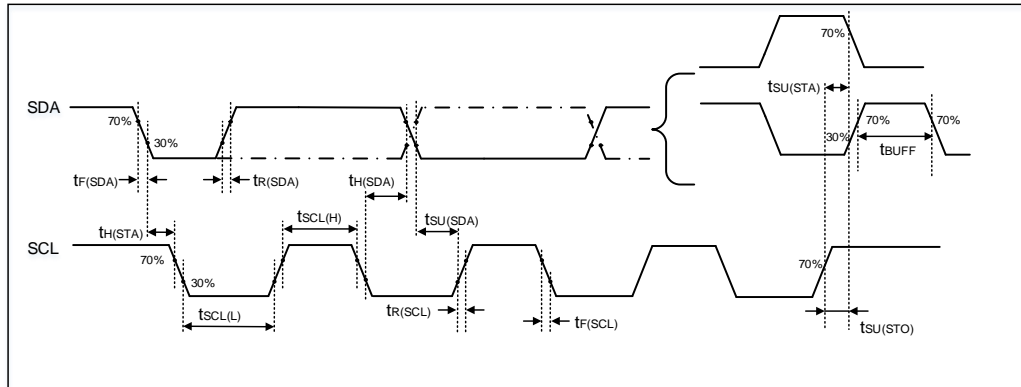 70%
tSU(STA)
SDA
70%
30%
30%
70%
70%
tBUFF
tF(SDA)
tR(SDA)
tH(SDA)
tSCL(H)
tSU(SDA)
tH(STA)
SCL
70%
30%
70%
tSCL(L)
tR(SCL)
tF(SCL)
tSU(STO)